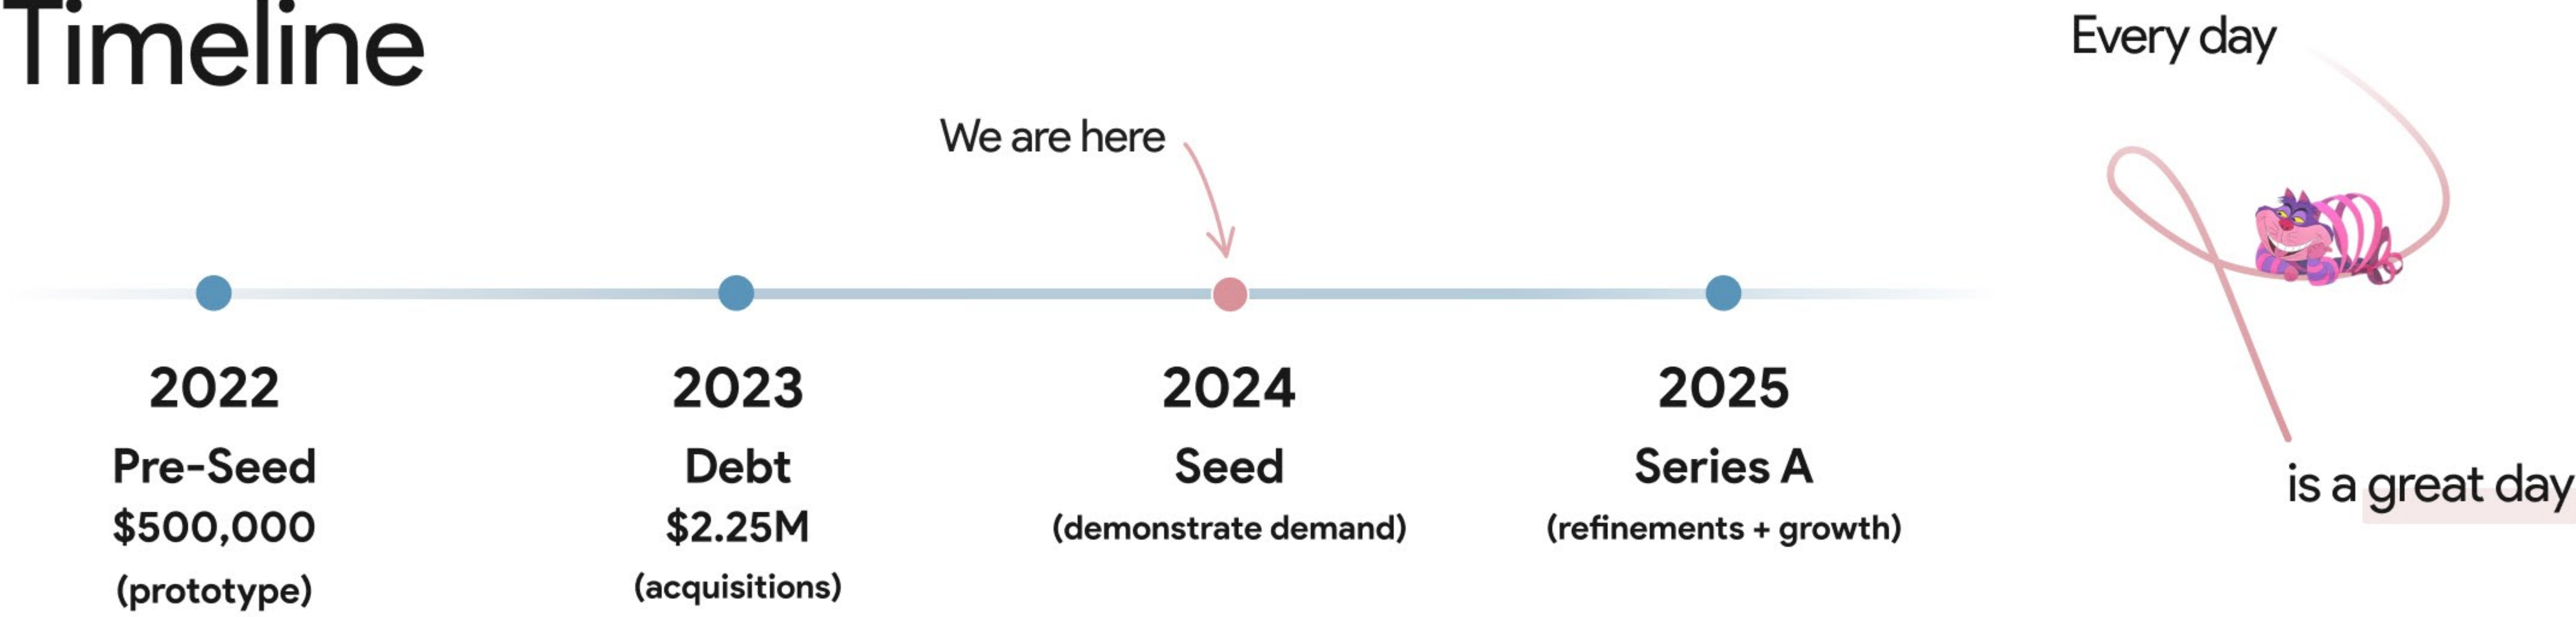 Timeline
Every day
We are here
2022
Pre-Seed
$500,000
(prototype)
2023
Debt
$2.25M
(acquisitions)
2024
Seed
(demonstrate demand)
2025
Series A
(refinements + growth)
is a great day